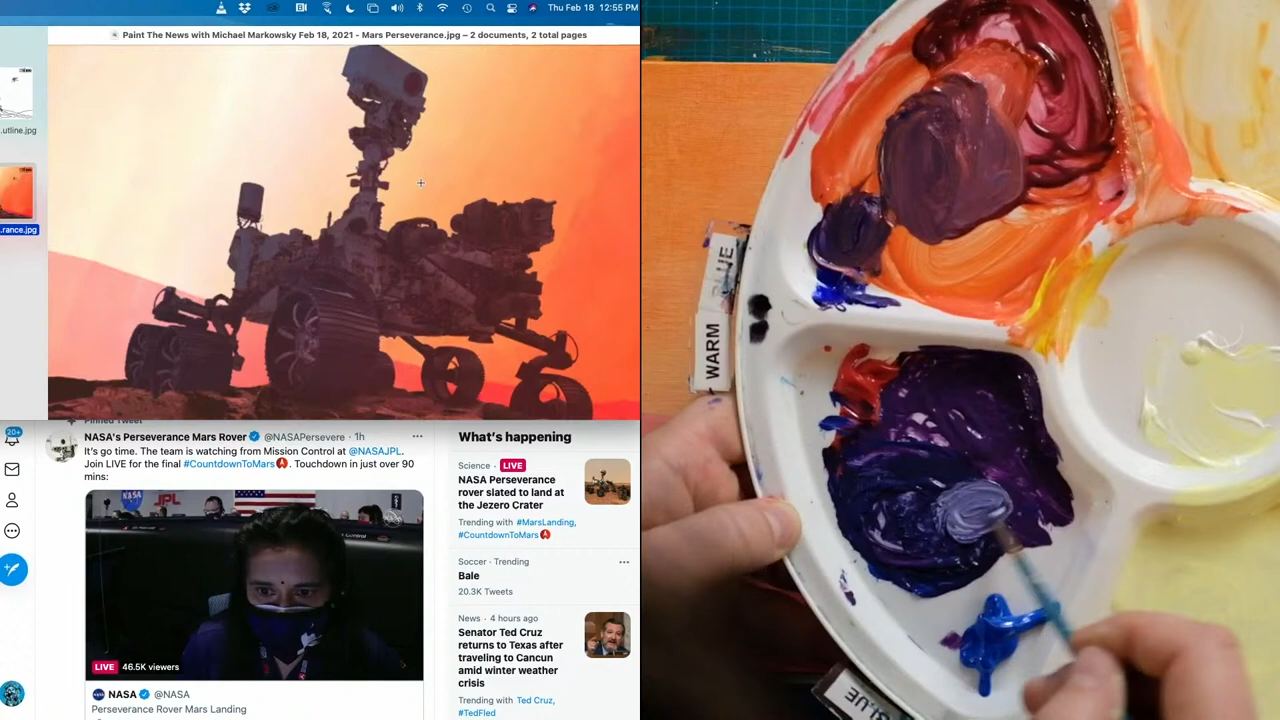 Thu Feb 18 12:55 PM
Paint The News with Michael Markowsky Feb 18, 2021 - Mars Perseverance.jpg – 2 documents, 2 total pages
...utline.jpg
...rance.jpg
20+
Pinned Tweet
NASA's Perseverance Mars Rover @NASAPersevere · 1h
It's go time. The team is watching from Mission Control at @NASAJPL.
Join LIVE for the final #CountdownToMars. Touchdown in just over 90
mins:
NASA JPL
LIVE 46.5K viewers
NASA @NASA
Perseverance Rover Mars Landing
What's happening
Science · LIVE
NASA Perseverance
rover slated to land at
the Jezero Crater
Trending with #MarsLanding,
#CountdownToMars
Soccer · Trending
Bale
20.3K Tweets
News · 4 hours ago
Senator Ted Cruz
returns to Texas after
traveling to Cancun
amid winter weather
crisis
Trending with Ted Cruz,
#TedFled
WARM
BLUE
BLUE